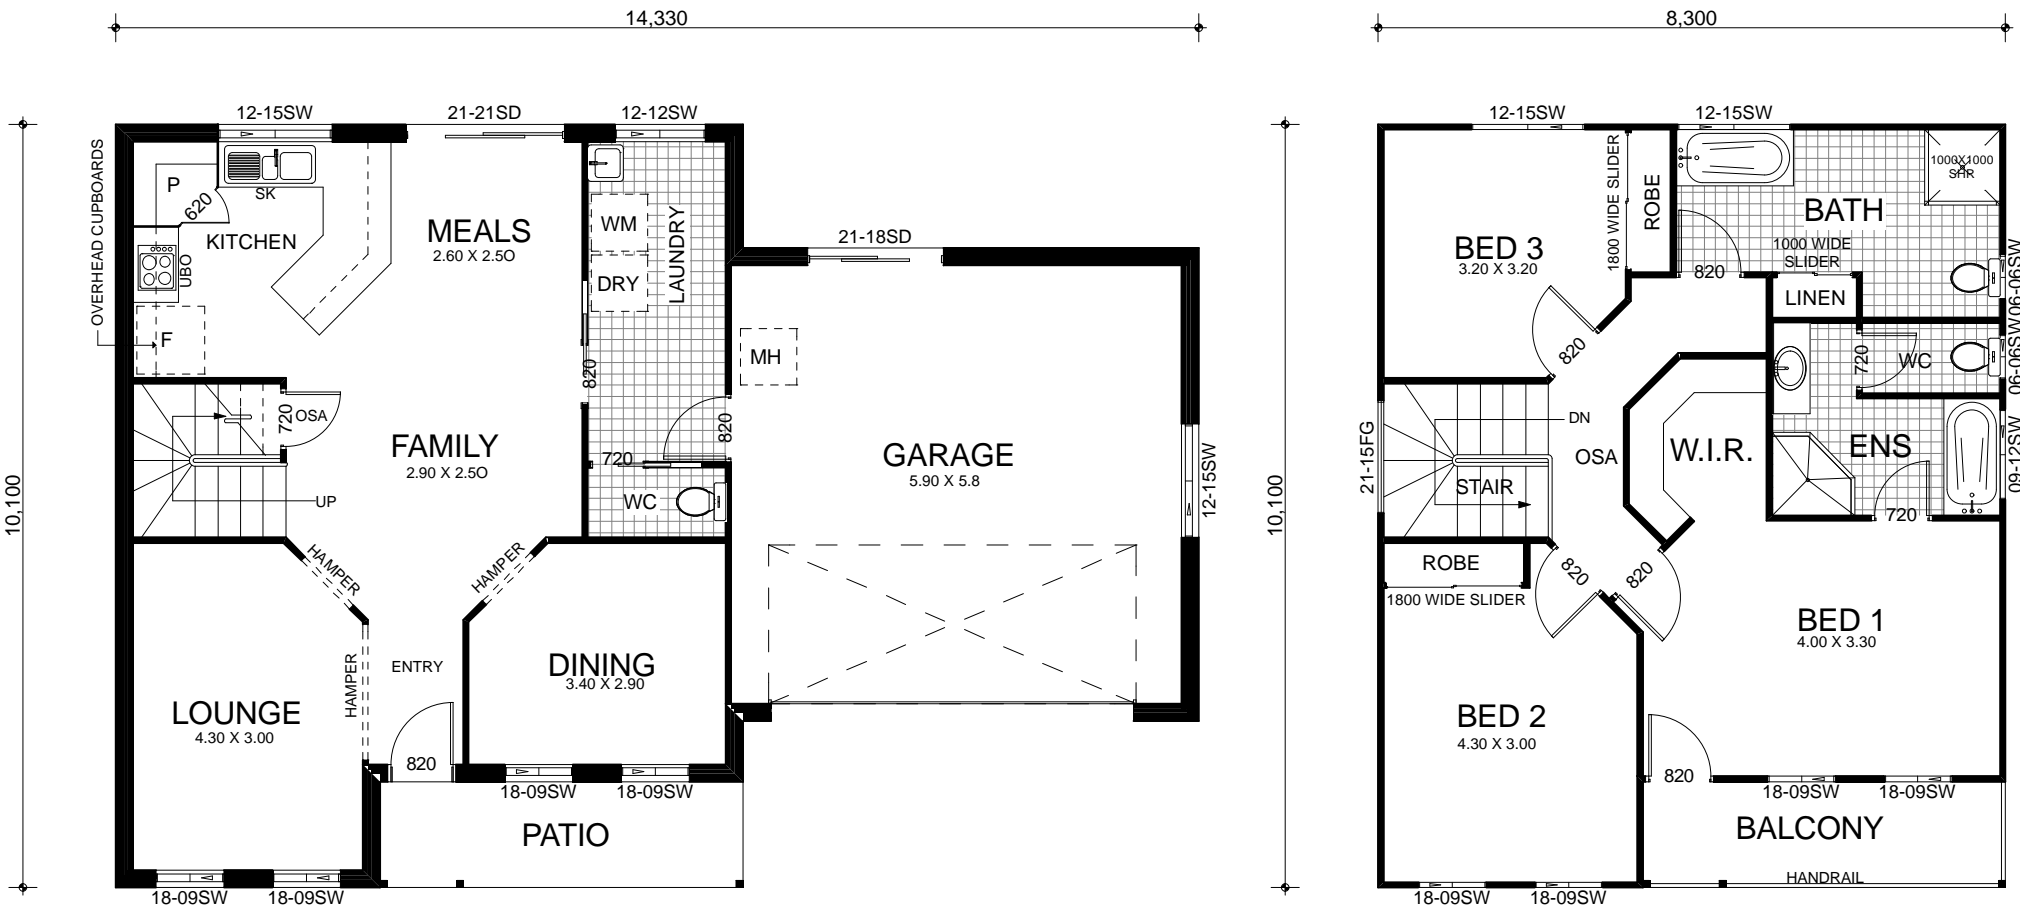 14,330
8,300
12-15SW
21-21SD
12-12SW
12-15SW
12-15SW
OVERHEAD CUPBOARDS
P
620
SK
KITCHEN
UBO
F
MEALS
2.60 X 2.5O
WM
DRY
LAUNDRY
820
21-18SD
MH
720
OSA
FAMILY
2.90 X 2.5O
UP
720
WC
820
GARAGE
5.90 X 5.8
12-15SW
10,100
HAMPER
HAMPER
HAMPER
ENTRY
DINING
3.40 X 2.90
LOUNGE
4.30 X 3.00
820
18-09SW
18-09SW
PATIO
18-09SW
18-09SW
1800 WIDE SLIDER
ROBE
1000X1000
SHR
BATH
BED 3
3.20 X 3.20
1000 WIDE
SLIDER
820
LINEN
06-06SW
820
720
WC
06-06SW
21-15FG
DN
OSA
W.I.R.
ENS
09-12SW
STAIR
720
10,100
ROBE
1800 WIDE SLIDER
820
820
BED 1
4.00 X 3.30
BED 2
4.30 X 3.00
820
18-09SW
18-09SW
BALCONY
HANDRAIL
18-09SW
18-09SW